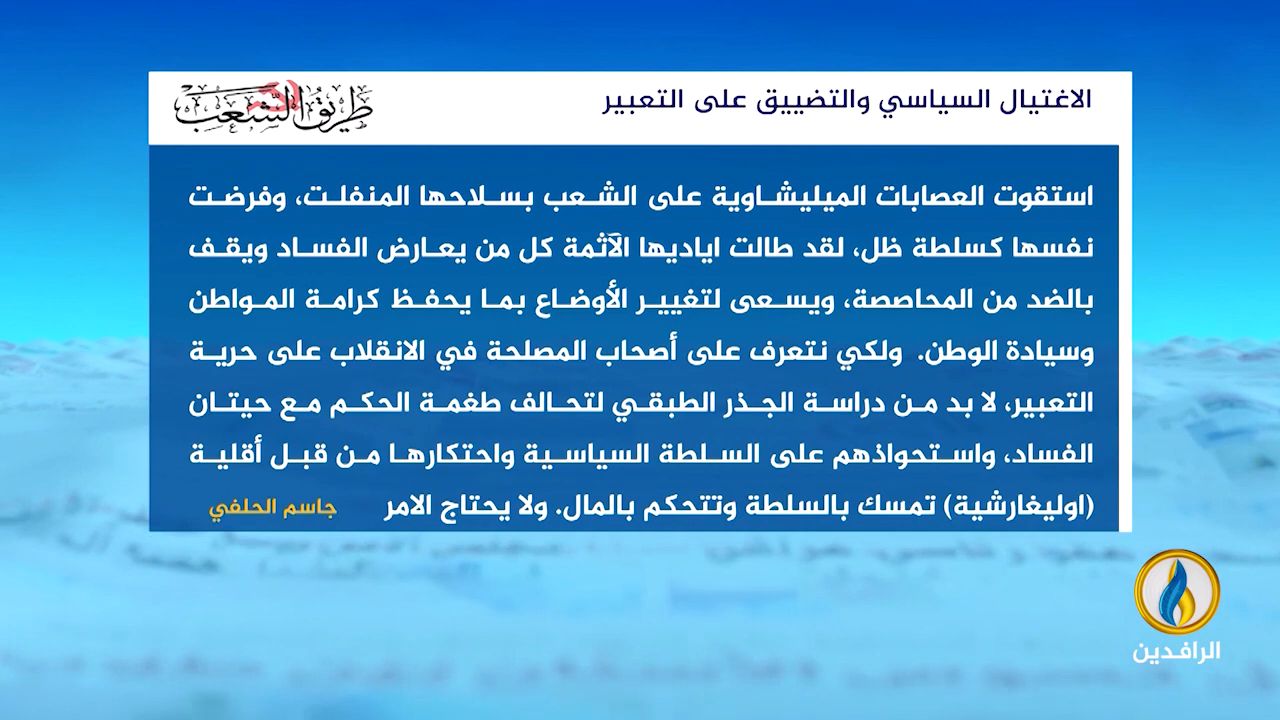 الاغتيال السياسي والتضييق على التعبير
طريق الشعب
استقوت العصابات الميليشاوية على الشعب بسلاحها المنفلت، وفرضت
نفسها كسلطة ظل، لقد طالت اياديها الآثمة كل من يعارض الفساد ويقف
بالضد من المحاصصة، ويسعى لتغيير الأوضاع بما يحفظ كرامة المواطن
وسيادة الوطن. ولكي نتعرف على أصحاب المصلحة في الانقلاب على حرية
التعبير، لا بد من دراسة الجذر الطبقي لتحالف طغمة الحكم مع حيتان
الفساد، واستحواذهم على السلطة السياسية واحتكارها من قبل أقلية
(اوليغارشية) تمسك بالسلطة وتتحكم بالمال. ولا يحتاج الامر
جاسم الحلفي
الرافدين